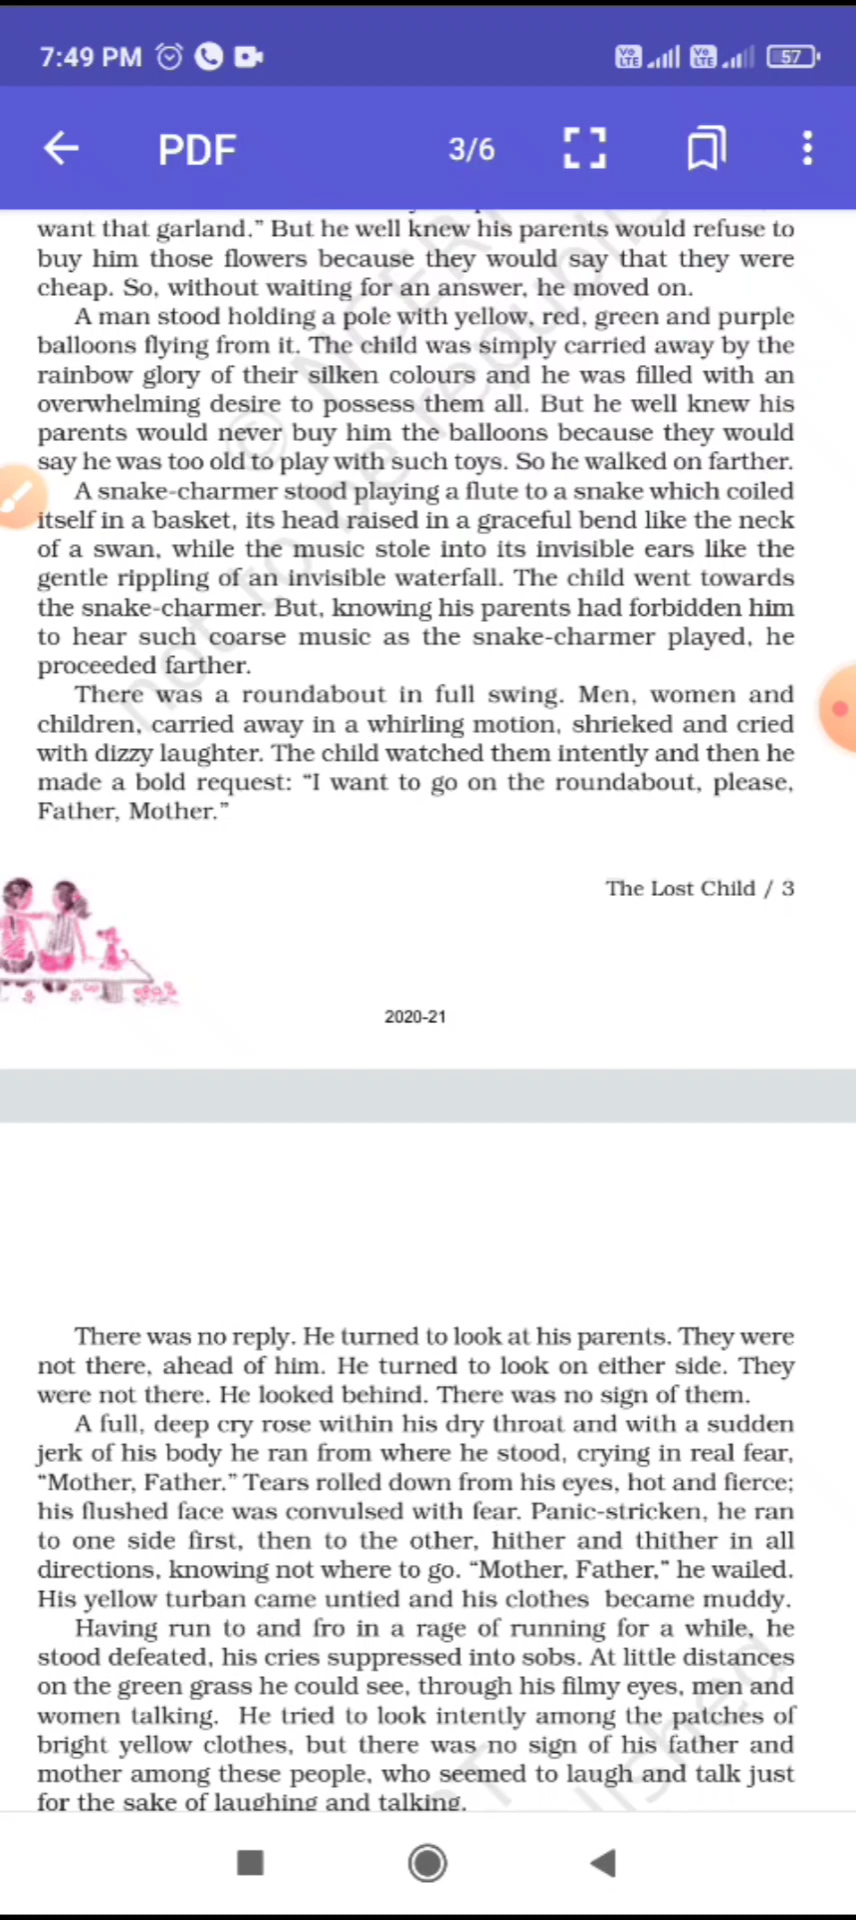 7:49 PM
Vo LTE Vo LTE 57
PDF 3/6
want that garland.” But he well knew his parents would refuse to
buy him those flowers because they would say that they were
cheap. So, without waiting for an answer, he moved on.
A man stood holding a pole with yellow, red, green and purple
balloons flying from it. The child was simply carried away by the
rainbow glory of their silken colours and he was filled with an
overwhelming desire to possess them all. But he well knew his
parents would never buy him the balloons because they would
say he was too old to play with such toys. So he walked on farther.
A snake-charmer stood playing a flute to a snake which coiled
itself in a basket, its head raised in a graceful bend like the neck
of a swan, while the music stole into its invisible ears like the
gentle rippling of an invisible waterfall. The child went towards
the snake-charmer. But, knowing his parents had forbidden him
to hear such coarse music as the snake-charmer played, he
proceeded farther.
There was a roundabout in full swing. Men, women and
children, carried away in a whirling motion, shrieked and cried
with dizzy laughter. The child watched them intently and then he
made a bold request: “I want to go on the roundabout, please,
Father, Mother.”
The Lost Child / 3
2020-21
There was no reply. He turned to look at his parents. They were
not there, ahead of him. He turned to look on either side. They
were not there. He looked behind. There was no sign of them.
A full, deep cry rose within his dry throat and with a sudden
jerk of his body he ran from where he stood, crying in real fear,
“Mother, Father.” Tears rolled down from his eyes, hot and fierce;
his flushed face was convulsed with fear. Panic-stricken, he ran
to one side first, then to the other, hither and thither in all
directions, knowing not where to go. “Mother, Father,” he wailed.
His yellow turban came untied and his clothes became muddy.
Having run to and fro in a rage of running for a while, he
stood defeated, his cries suppressed into sobs. At little distances
on the green grass he could see, through his filmy eyes, men and
women talking. He tried to look intently among the patches of
bright yellow clothes, but there was no sign of his father and
mother among these people, who seemed to laugh and talk just
for the sake of laughing and talking.
© NCERT
not to be republished